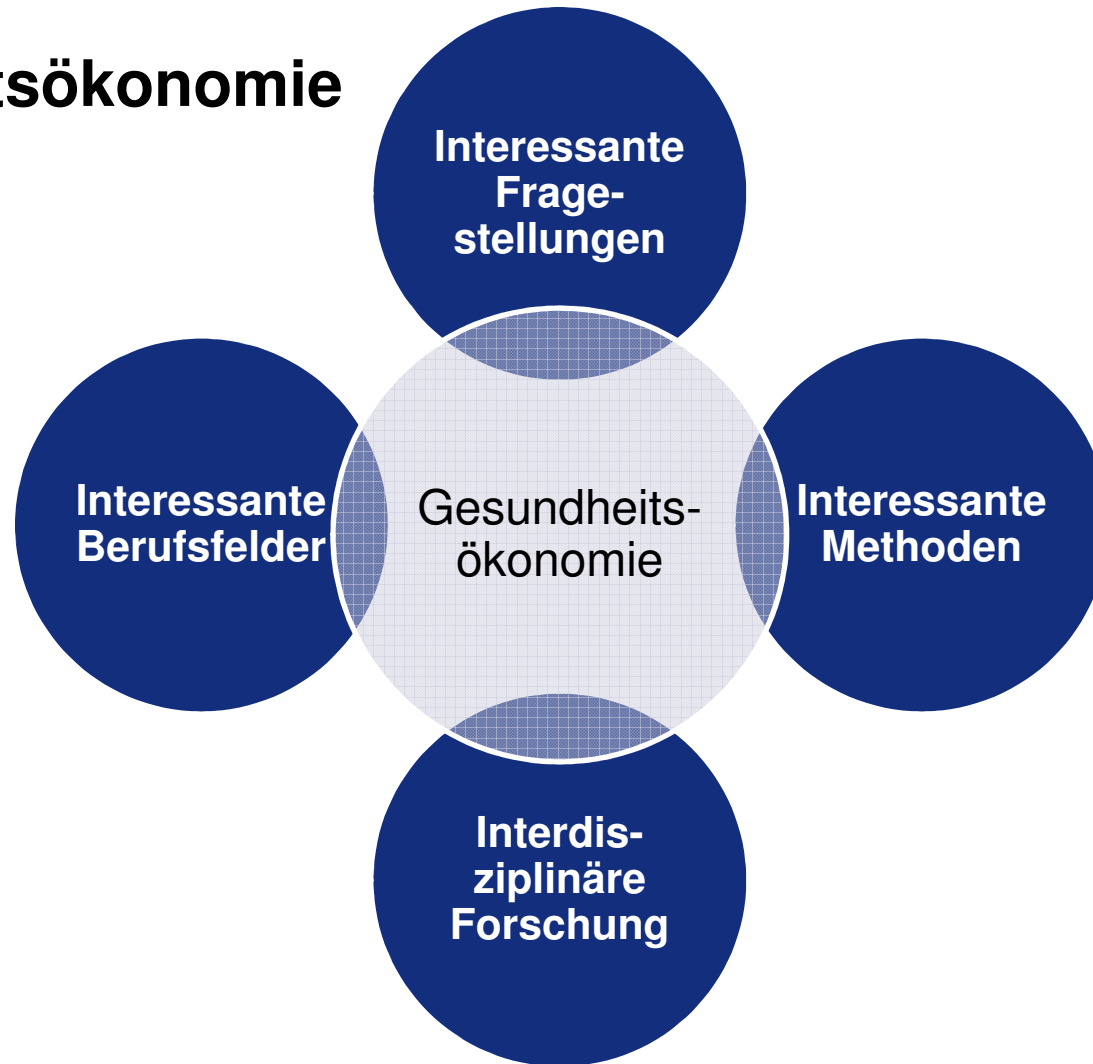 tsökonomie
Interessante
Frage-
stellungen
Interessante
Berufsfelder
Gesundheits-
ökonomie
Interessante
Methoden
Interdis-
ziplinäre
Forschung